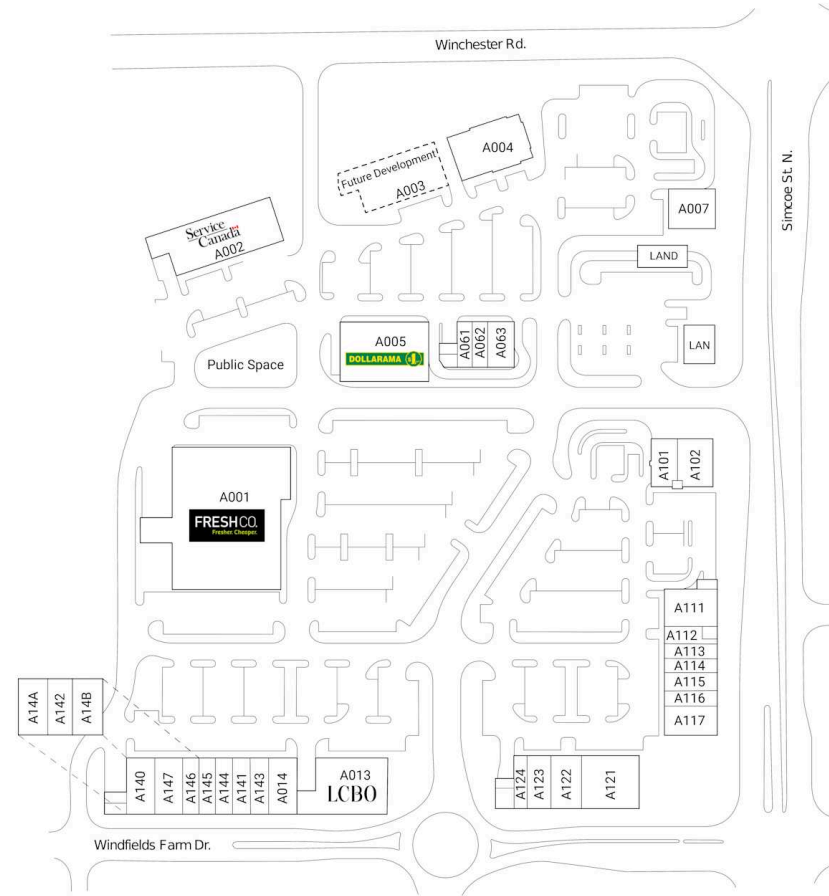 Winchester Rd.
Simcoe St. N.
A004
Future Development
A003
A007
Service
Canada
A002
LAND
A005
DOLLARAMA
A061
A062
A063
LAN
Public Space
A101
A102
A001
FRESHCO.
Fresher. Cheaper.
A111
A112
A113
A114
A115
A116
A117
A14A
A142
A14B
A140
A147
A146
A145
A144
A141
A143
A014
A013
LCBO
A124
A123
A122
A121
Windfields Farm Dr.